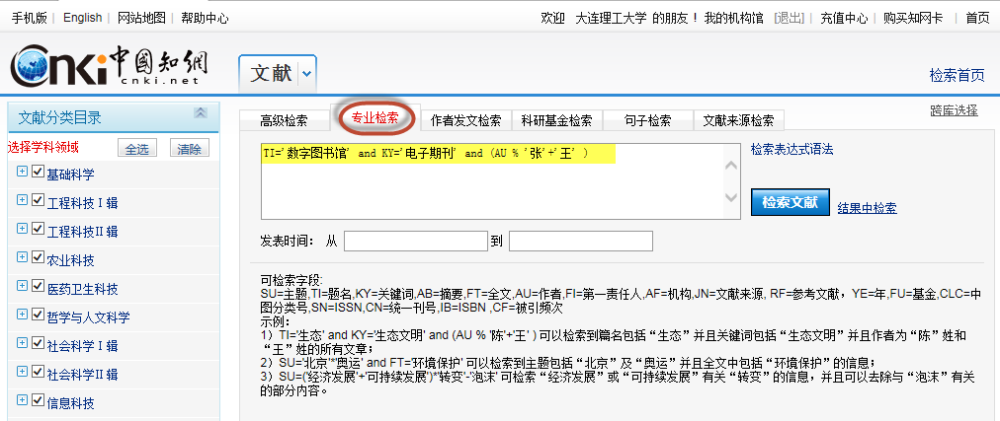 手机版 | English | 网站地图 | 帮助中心
欢迎 大连理工大学 的朋友！我的机构馆 [退出] | 充值中心 | 购买知网卡 | 首页
cnki 中国知網
cnki.net
文献
检索首页
跨库选择
文献分类目录
选择学科领域 全选 清除
基础科学
工程科技Ⅰ辑
工程科技II辑
农业科技
医药卫生科技
哲学与人文科学
社会科学Ⅰ辑
社会科学II辑
信息科技
高级检索 专业检索 作者发文检索 科研基金检索 句子检索 文献来源检索
TI='数字图书馆' and KY='电子期刊' and (AU % '张'+'王' )
检索表达式语法
检索文献 结果中检索
发表时间： 从 到
可检索字段:
SU=主题,TI=题名,KY=关键词,AB=摘要,FT=全文,AU=作者,FI=第一责任人,AF=机构,JN=文献来源, RF=参考文献，YE=年,FU=基金,CLC=中
图分类号,SN=ISSN,CN=统一刊号,IB=ISBN ,CF=被引频次
示例：
1）TI='生态' and KY='生态文明' and (AU % '陈'+'王' ) 可以检索到篇名包括“生态”并且关键词包括“生态文明”并且作者为“陈”姓和
“王”姓的所有文章；
2）SU='北京'*'奥运' and FT='环境保护' 可以检索到主题包括“北京”及“奥运”并且全文中包括“环境保护”的信息；
3）SU=('经济发展'+'可持续发展')*'转变'-'泡沫' 可检索“经济发展”或“可持续发展”有关“转变”的信息，并且可以去除与“泡沫”有关
的部分内容。